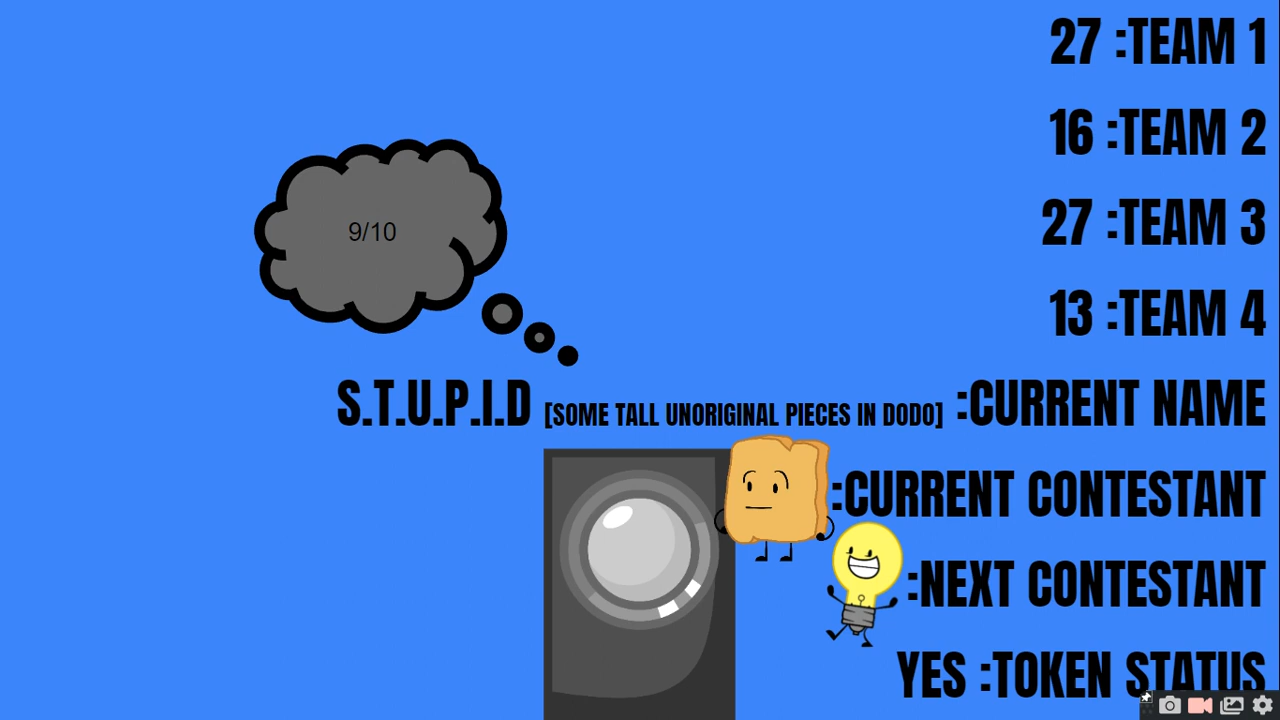 27 :TEAM 1
16 :TEAM 2
27 :TEAM 3
9/10
13 :TEAM 4
S.T.U.P.I.D [SOME TALL UNORIGINAL PIECES IN DODO] :CURRENT NAME
:CURRENT CONTESTANT
:NEXT CONTESTANT
YES :TOKEN STATUS